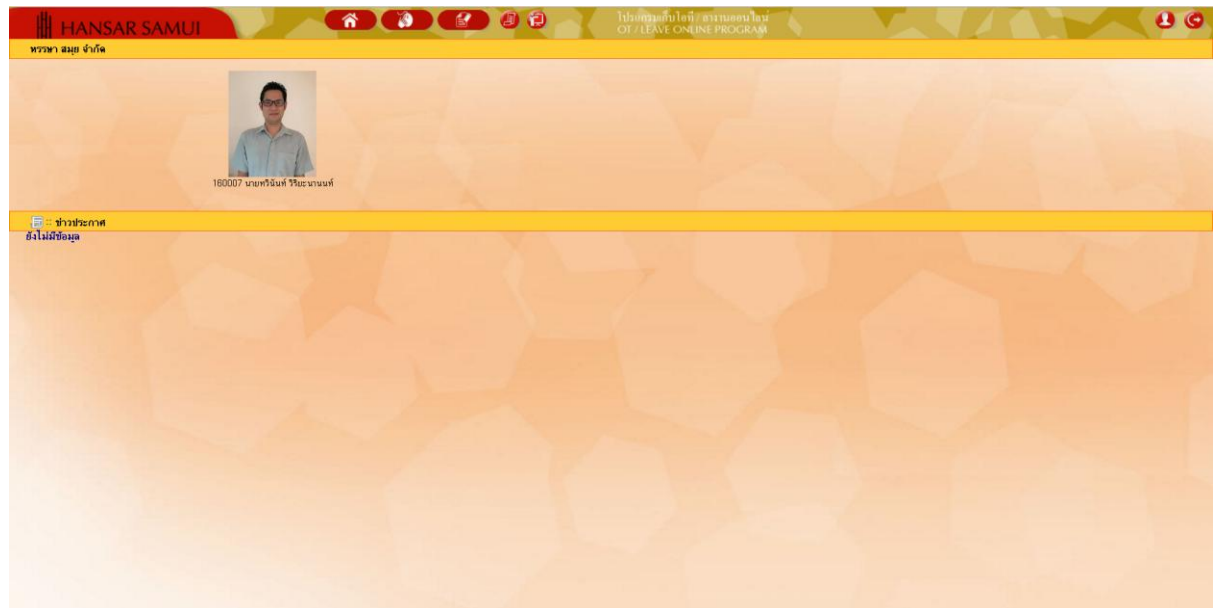 HANSAR SAMUI
โปรแกรมเก็บโอที / ลางานออนไลน์
OT / LEAVE ONLINE PROGRAM
หรรษา สมุย จำกัด
160007 นายทวินันท์ วิริยะนานนท์
:: ข่าวประกาศ
ยังไม่มีข้อมูล